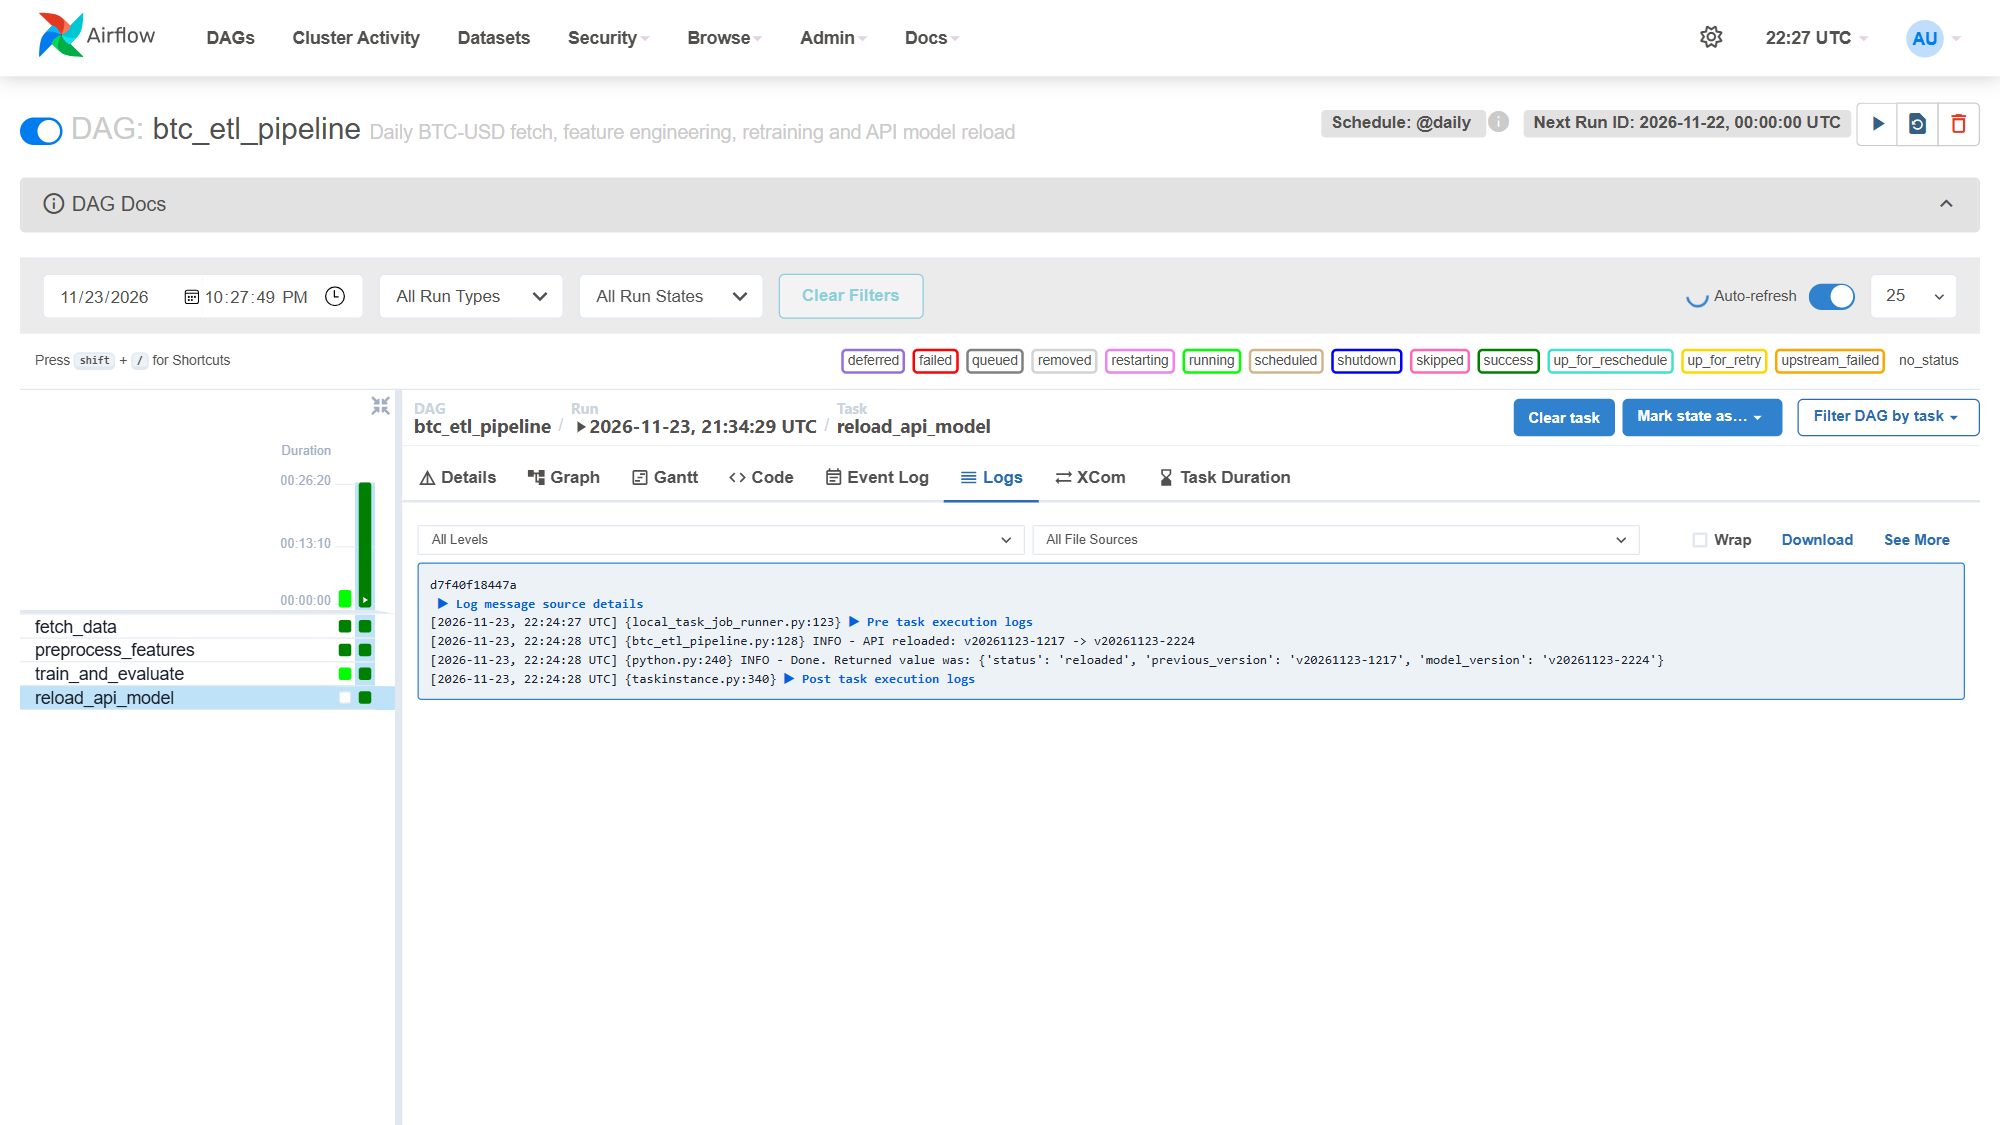 Airflow
DAGs
Cluster Activity
Datasets
Security
Browse
Admin
Docs
22:27 UTC
AU
DAG: btc_etl_pipeline Daily BTC-USD fetch, feature engineering, retraining and API model reload
Schedule: @daily
Next Run ID: 2026-11-22, 00:00:00 UTC
DAG Docs
11/23/2026 10:27:49 PM
All Run Types
All Run States
Clear Filters
Auto-refresh
25
Press shift + / for Shortcuts
deferred
failed
queued
removed
restarting
running
scheduled
shutdown
skipped
success
up_for_reschedule
up_for_retry
upstream_failed
no_status
Duration
00:26:20
00:13:10
00:00:00
fetch_data
preprocess_features
train_and_evaluate
reload_api_model
DAG
btc_etl_pipeline
/
Run
2026-11-23, 21:34:29 UTC
/
Task
reload_api_model
Clear task
Mark state as...
Filter DAG by task
Details
Graph
Gantt
Code
Event Log
Logs
XCom
Task Duration
All Levels
All File Sources
Wrap
Download
See More
d7f40f18447a
▶ Log message source details
[2026-11-23, 22:24:27 UTC] {local_task_job_runner.py:123} ▶ Pre task execution logs
[2026-11-23, 22:24:28 UTC] {btc_etl_pipeline.py:128} INFO - API reloaded: v20261123-1217 -> v20261123-2224
[2026-11-23, 22:24:28 UTC] {python.py:240} INFO - Done. Returned value was: {'status': 'reloaded', 'previous_version': 'v20261123-1217', 'model_version': 'v20261123-2224'}
[2026-11-23, 22:24:28 UTC] {taskinstance.py:340} ▶ Post task execution logs